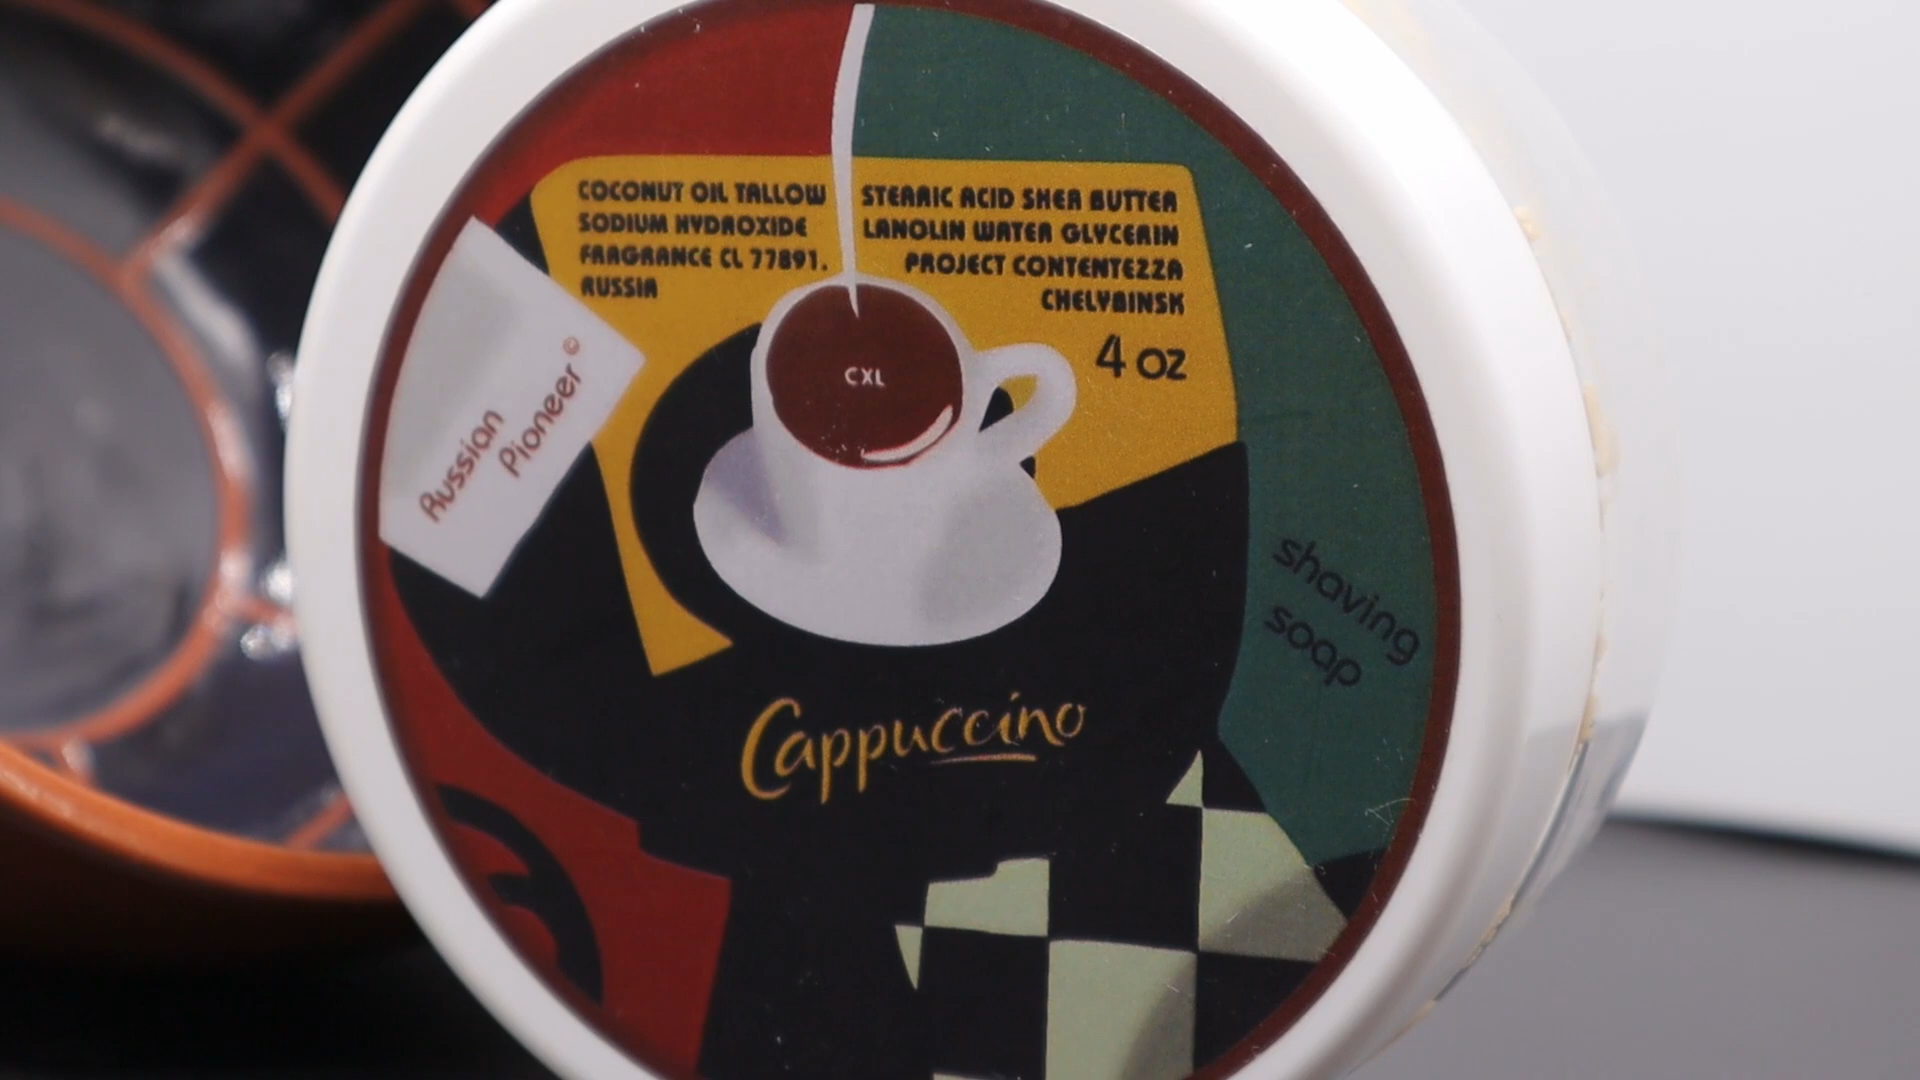 COCONUT OIL TALLOW
SODIUM HYDROXIDE
FRAGRANCE CL 77891.
RUSSIA
STEARIC ACID SHEA BUTTER
LANOLIN WATER GLYCERIN
PROJECT CONTENTEZZA
CHELYBINSK
4 oz
CXL
Russian
Pioneer©
Cappuccino
shaving
soap